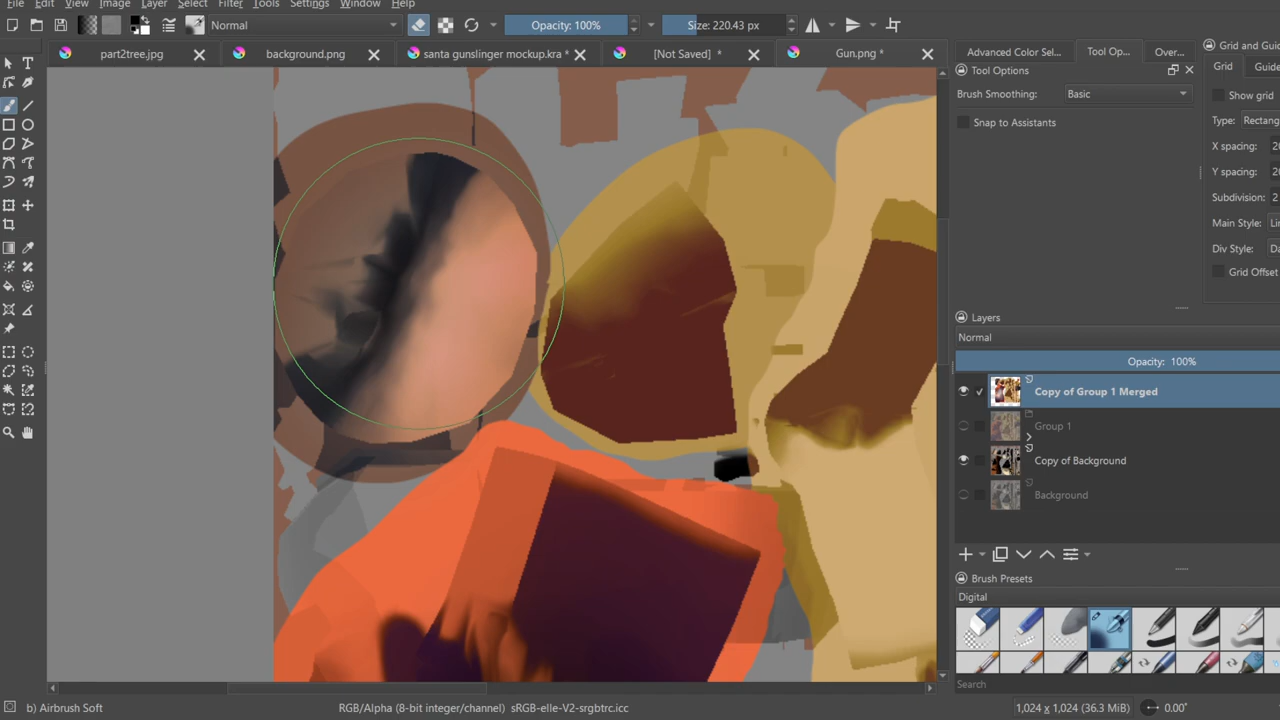 File Edit View Image Layer Select Filter Tools Settings Window Help
Normal
Opacity: 100%
Size: 220.43 px
part2tree.jpg
background.png
santa gunslinger mockup.kra *
[Not Saved] *
Gun.png *
Advanced Color Sel...
Tool Op...
Over...
Grid and Guid
Tool Options
Brush Smoothing: Basic
Snap to Assistants
Grid
Guide
Show grid
Type: Rectang
X spacing: 20
Y spacing: 20
Subdivision: 2
Main Style: Lin
Div Style: Da
Grid Offset
Layers
Normal
Opacity: 100%
Copy of Group 1 Merged
Group 1
Copy of Background
Background
Brush Presets
Digital
Search
b) Airbrush Soft
RGB/Alpha (8-bit integer/channel) sRGB-elle-V2-srgbtrc.icc
1,024 x 1,024 (36.3 MiB)
0.00°